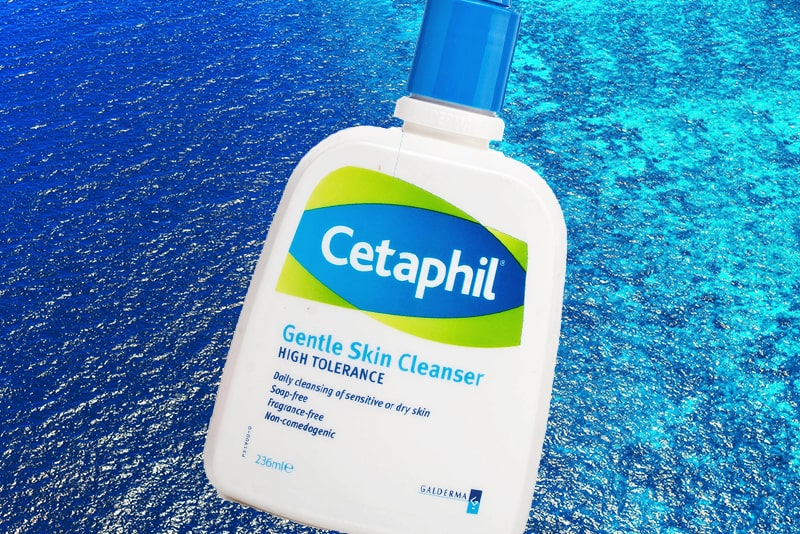 Cetaphil®
Gentle Skin Cleanser
HIGH TOLERANCE
Daily cleansing of sensitive or dry skin
Soap-free
Fragrance-free
Non-comedogenic
236ml℮
GALDERMA